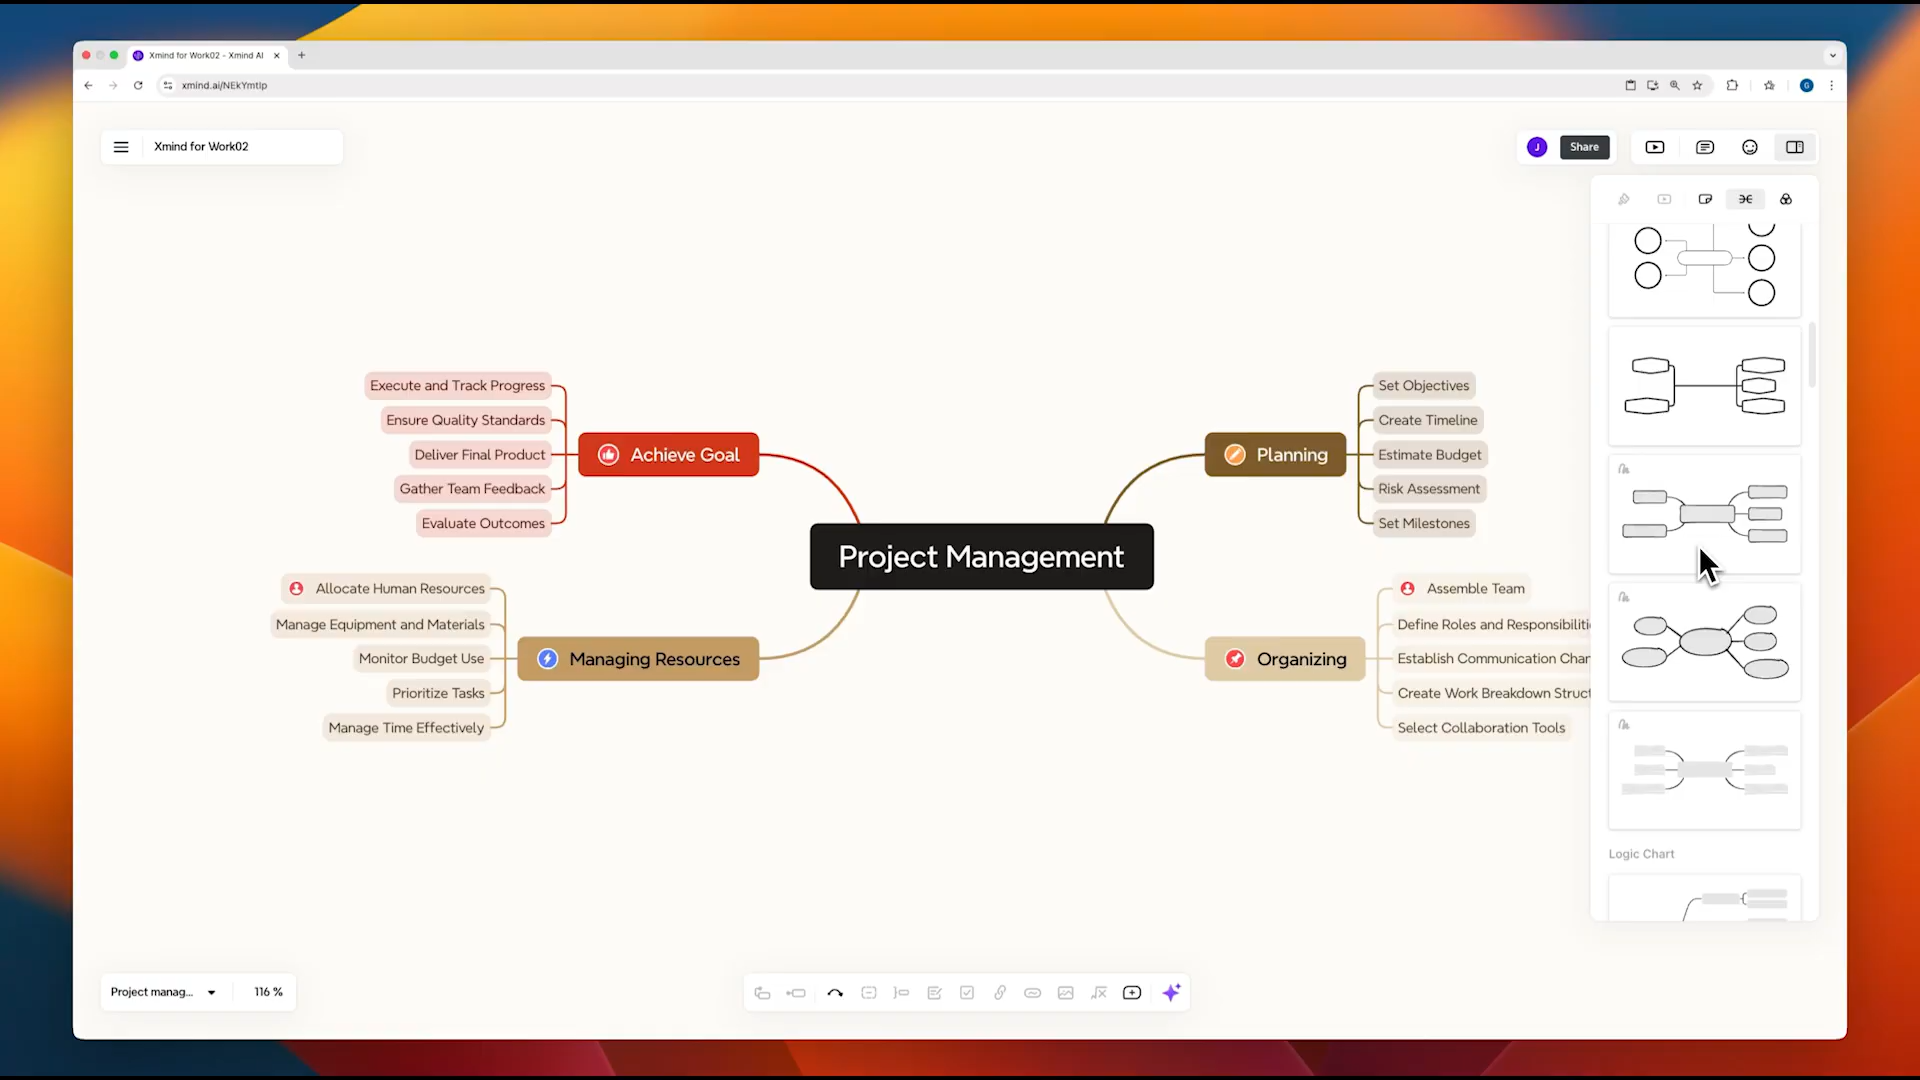 Xmind for Work02 - Xmind AI
xmind.ai/NEkYmtIp
G
Xmind for Work02
J
Share
Execute and Track Progress
Ensure Quality Standards
Deliver Final Product
Gather Team Feedback
Evaluate Outcomes
Achieve Goal
Set Objectives
Create Timeline
Estimate Budget
Risk Assessment
Set Milestones
Planning
Project Management
Allocate Human Resources
Manage Equipment and Materials
Monitor Budget Use
Prioritize Tasks
Manage Time Effectively
Managing Resources
Organizing
Assemble Team
Define Roles and Responsibiliti
Establish Communication Chan
Create Work Breakdown Struct
Select Collaboration Tools
Logic Chart
Project manag...
116 %